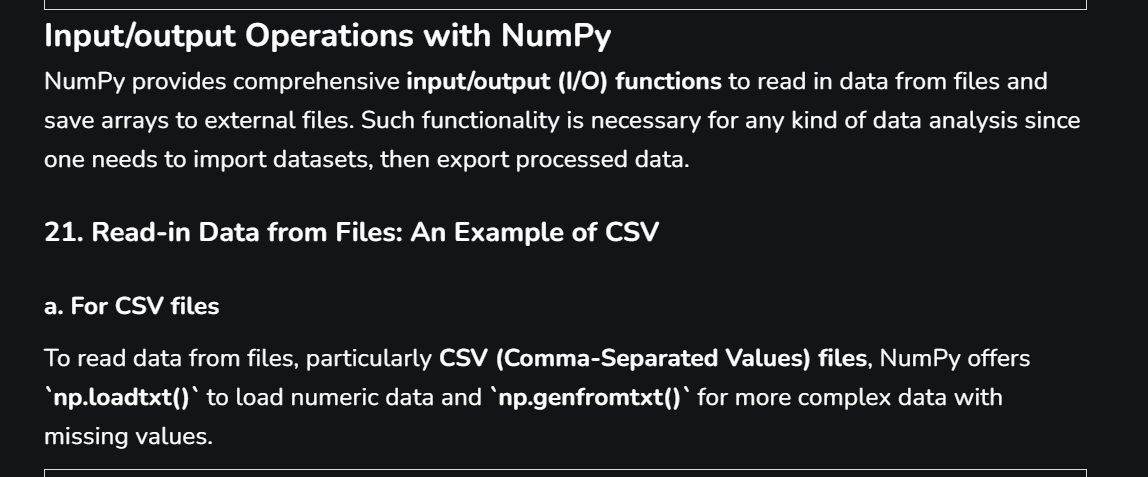 Input/output Operations with NumPy
NumPy provides comprehensive input/output (I/O) functions to read in data from files and
save arrays to external files. Such functionality is necessary for any kind of data analysis since
one needs to import datasets, then export processed data.
21. Read-in Data from Files: An Example of CSV
a. For CSV files
To read data from files, particularly CSV (Comma-Separated Values) files, NumPy offers
`np.loadtxt()` to load numeric data and `np.genfromtxt()` for more complex data with
missing values.